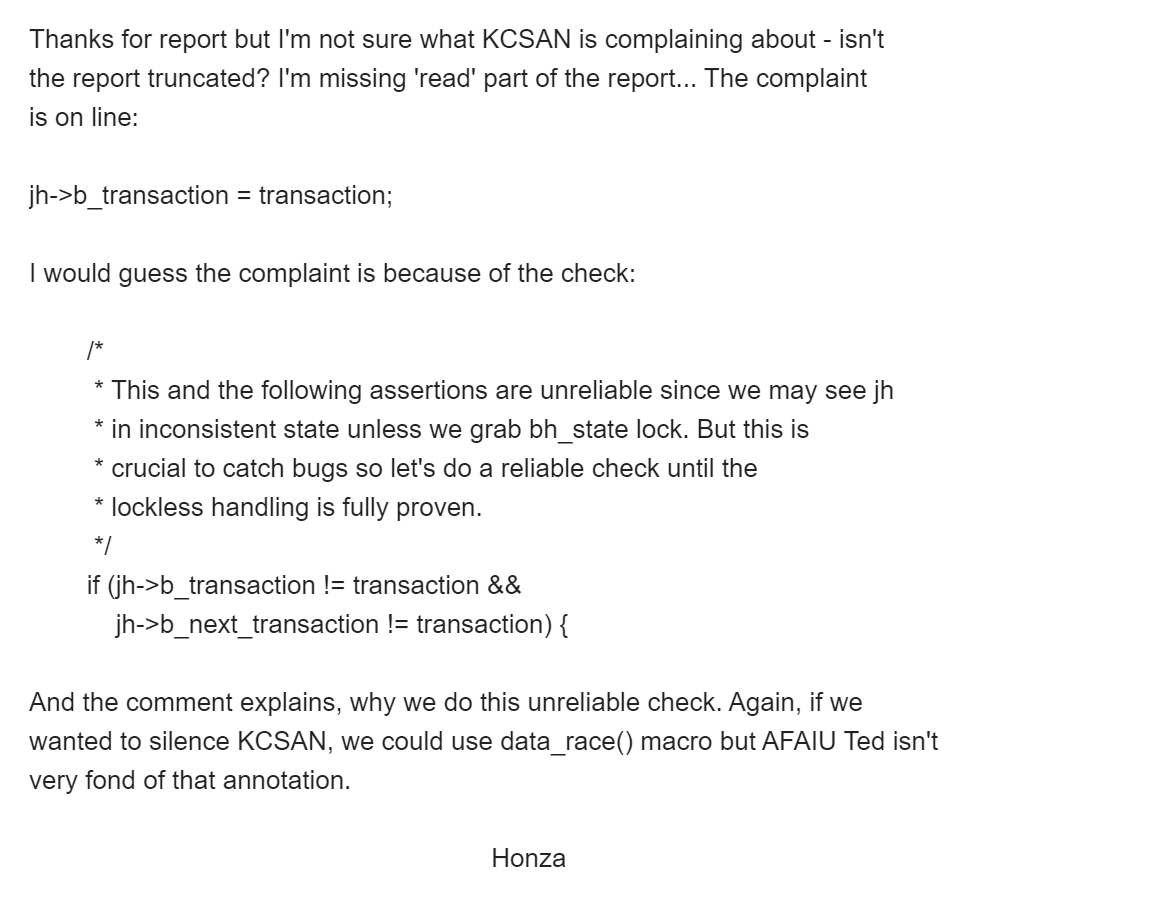 Thanks for report but I'm not sure what KCSAN is complaining about - isn't
the report truncated? I'm missing 'read' part of the report... The complaint
is on line:
jh->b_transaction = transaction;
I would guess the complaint is because of the check:
/*
* This and the following assertions are unreliable since we may see jh
* in inconsistent state unless we grab bh_state lock. But this is
* crucial to catch bugs so let's do a reliable check until the
* lockless handling is fully proven.
*/
if (jh->b_transaction != transaction &&
jh->b_next_transaction != transaction) {
And the comment explains, why we do this unreliable check. Again, if we
wanted to silence KCSAN, we could use data_race() macro but AFAIU Ted isn't
very fond of that annotation.
Honza